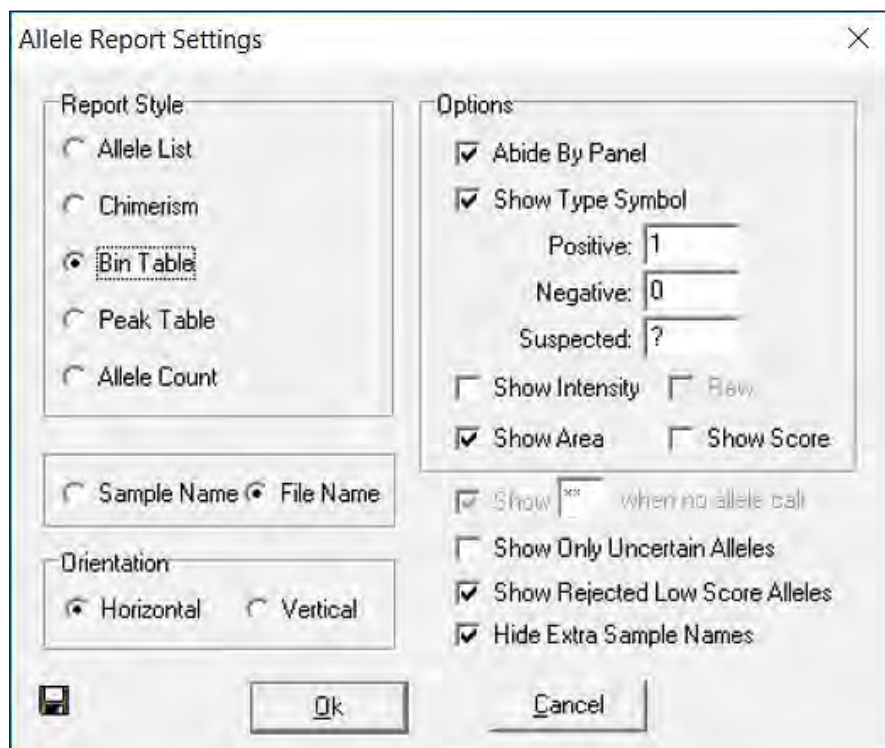 Allele Report Settings
Report Style
Allele List
Chimerism
Bin Table
Peak Table
Allele Count
Sample Name File Name
Orientation
Horizontal Vertical
Options
Abide By Panel
Show Type Symbol
Positive: 1
Negative: 0
Suspected: ?
Show Intensity Raw
Show Area Show Score
Show ** when no allele call
Show Only Uncertain Alleles
Show Rejected Low Score Alleles
Hide Extra Sample Names
Ok Cancel